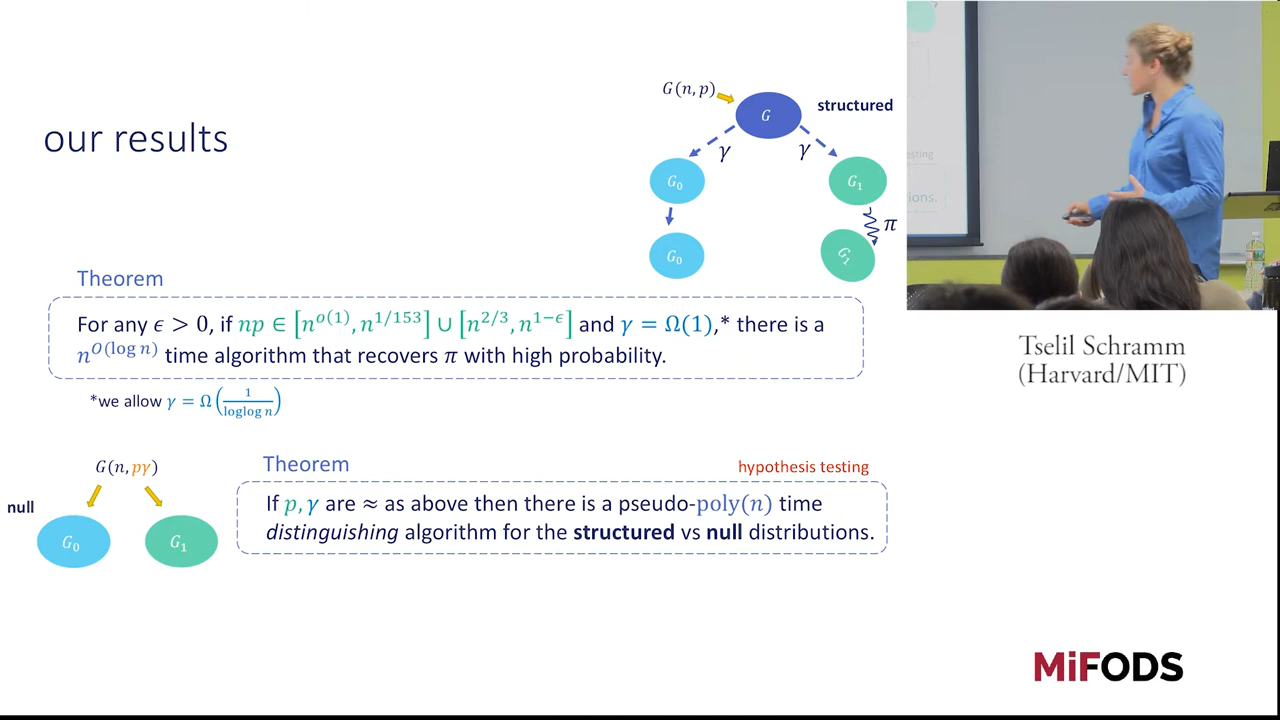 our results
G(n, p)
G
structured
γ
γ
G₀
G₁
π
G₀
G₁
Theorem
For any ϵ > 0, if np ∈ [n^{o(1)}, n^{1/153}] ∪ [n^{2/3}, n^{1−ϵ}] and γ = Ω(1),* there is a
n^{O(log n)} time algorithm that recovers π with high probability.
*we allow γ = Ω(1/loglog n)
G(n, pγ)
null
G₀
G₁
Theorem
hypothesis testing
If p, γ are ≈ as above then there is a pseudo-poly(n) time
distinguishing algorithm for the structured vs null distributions.
esting
ions.
Tselil Schramm
(Harvard/MIT)
MiFODS